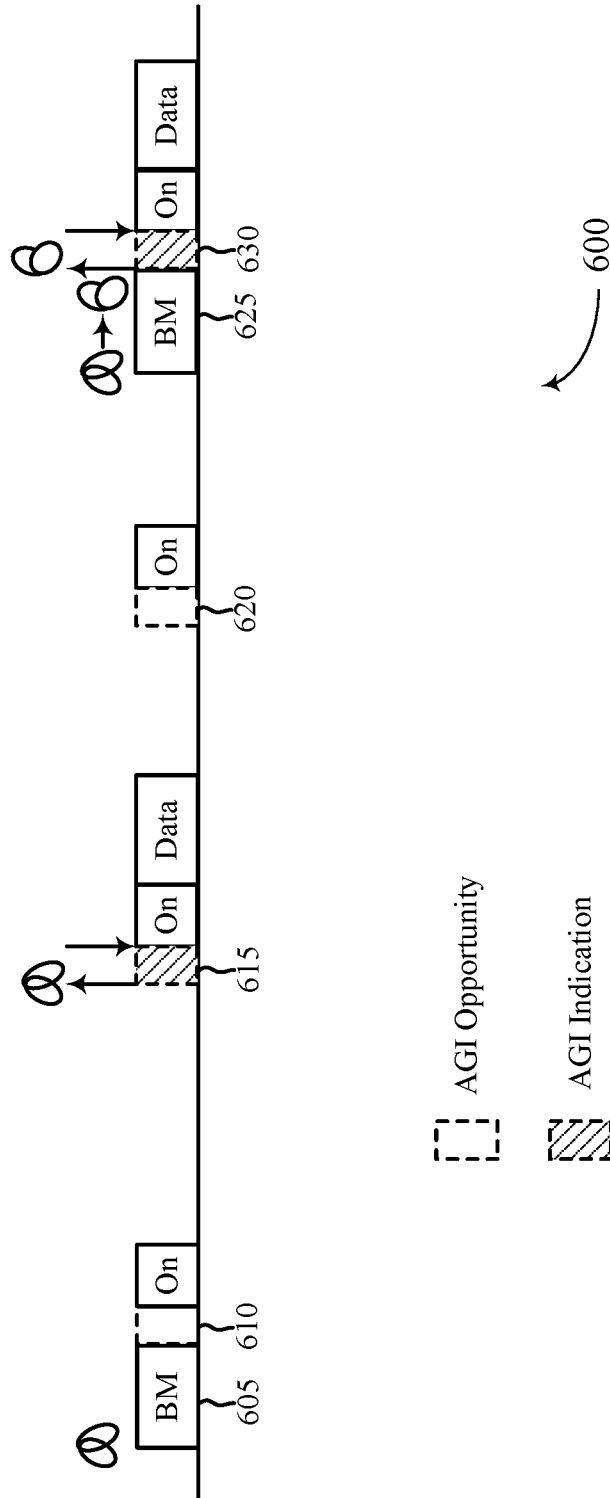 BM
On
On
Data
On
BM
On
Data
605
610
615
620
625
630
AGI Opportunity
AGI Indication
600